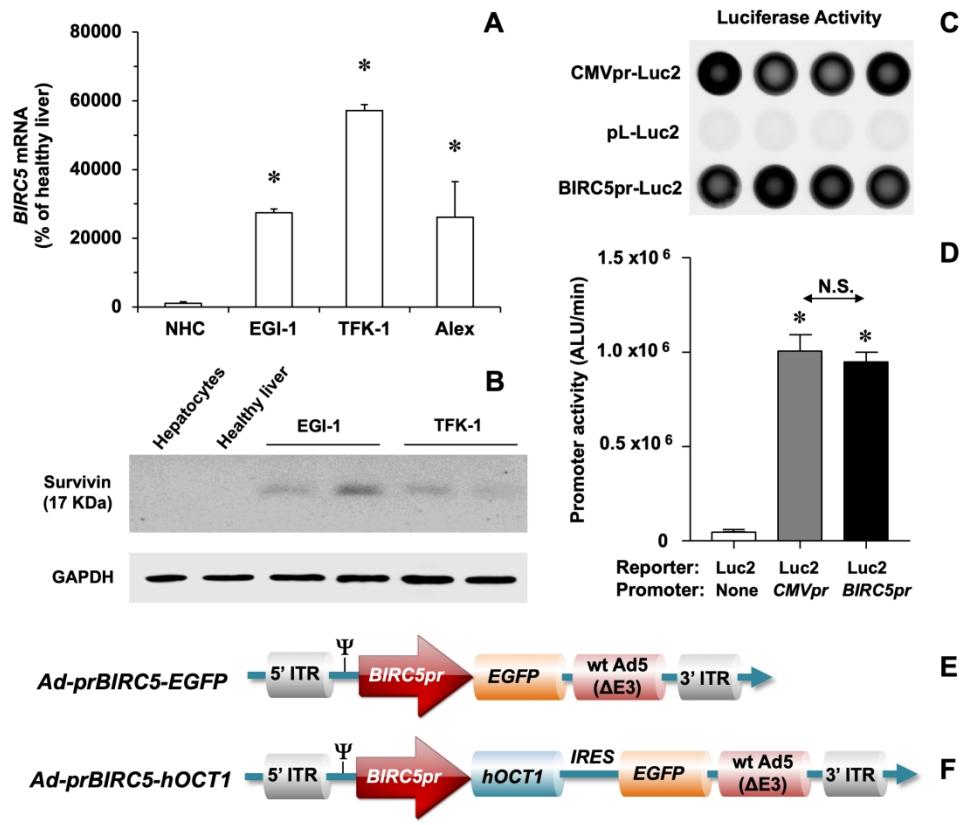 A
80000
60000
40000
20000
0
BIRC5 mRNA
(% of healthy liver)
*
*
*
NHC
EGI-1
TFK-1
Alex
B
Hepatocytes
Healthy liver
EGI-1
TFK-1
Survivin
(17 KDa)
GAPDH
Luciferase Activity
C
CMVpr-Luc2
pL-Luc2
BIRC5pr-Luc2
D
1.5 x10 6
1.0 x10 6
0.5 x10 6
0
Promoter activity (ALU/min)
N.S.
*
*
Reporter: Luc2 Luc2 Luc2
Promoter: None CMVpr BIRC5pr
Ad-prBIRC5-EGFP
5’ ITR
Ψ
BIRC5pr
EGFP
wt Ad5
(ΔE3)
3’ ITR
E
Ad-prBIRC5-hOCT1
5’ ITR
Ψ
BIRC5pr
hOCT1
IRES
EGFP
wt Ad5
(ΔE3)
3’ ITR
F